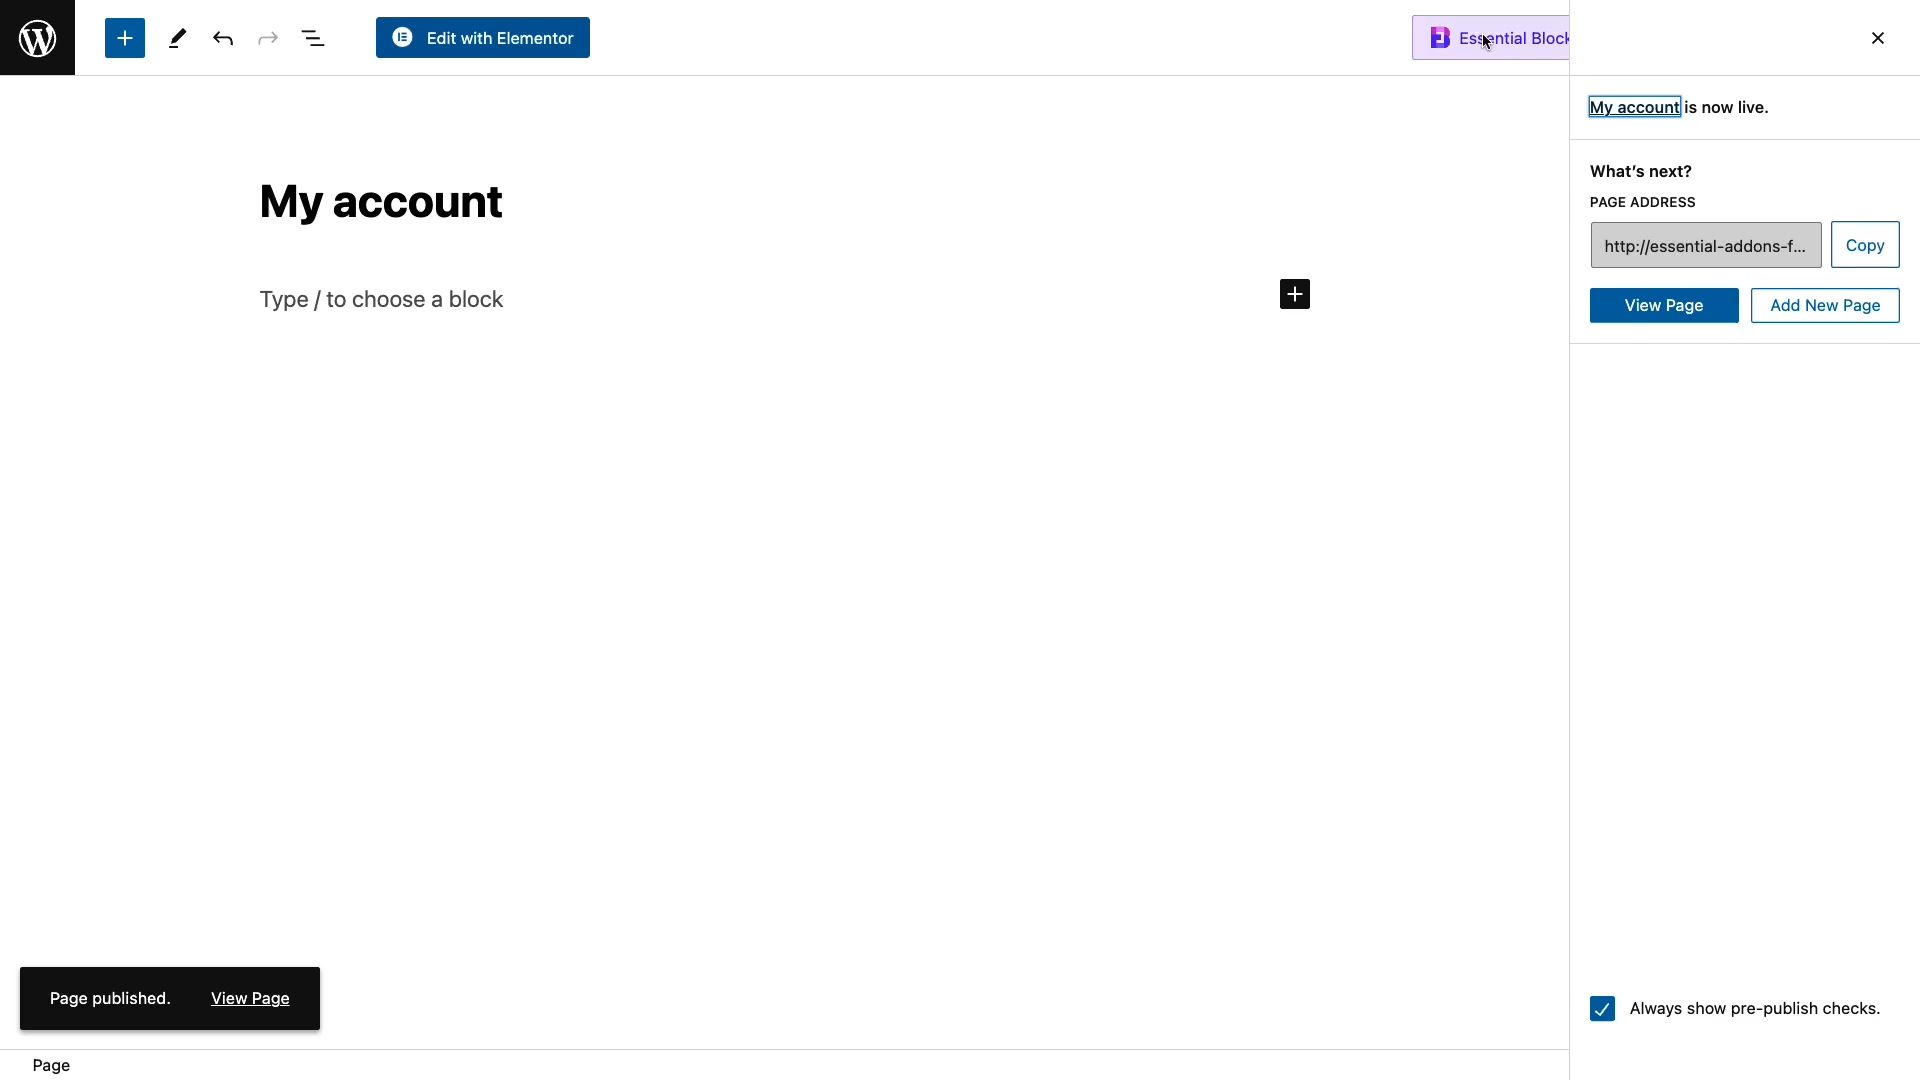 Edit with Elementor
Essential Block
My account is now live.
What's next?
PAGE ADDRESS
http://essential-addons-f...
Copy
View Page
Add New Page
My account
Type / to choose a block
Page published.
View Page
Always show pre-publish checks.
Page